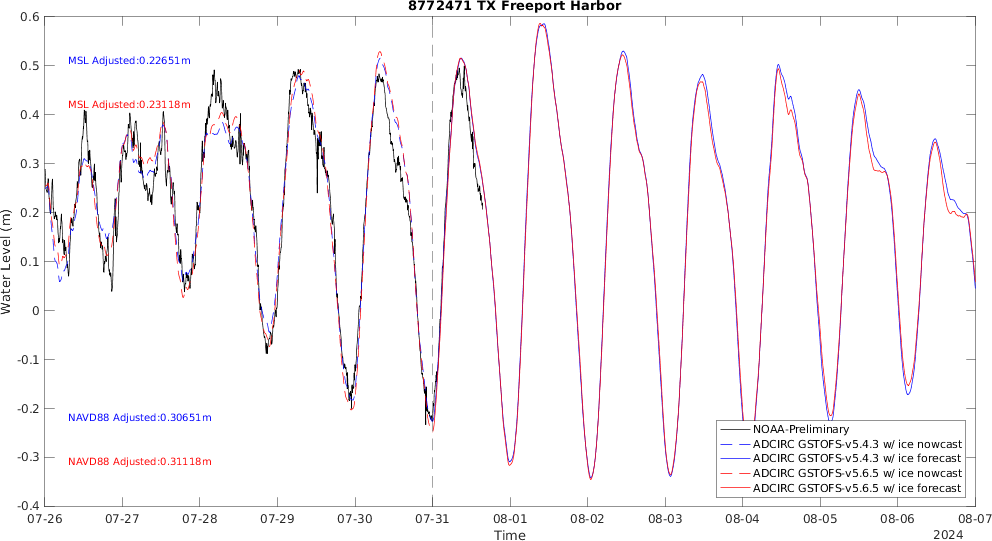 8772471 TX Freeport Harbor
Water Level (m)
0.6
0.5
0.4
0.3
0.2
0.1
0
-0.1
-0.2
-0.3
-0.4
MSL Adjusted:0.22651m
MSL Adjusted:0.23118m
NAVD88 Adjusted:0.30651m
NAVD88 Adjusted:0.31118m
NOAA-Preliminary
ADCIRC GSTOFS-v5.4.3 w/ ice nowcast
ADCIRC GSTOFS-v5.4.3 w/ ice forecast
ADCIRC GSTOFS-v5.6.5 w/ ice nowcast
ADCIRC GSTOFS-v5.6.5 w/ ice forecast
07-26 07-27 07-28 07-29 07-30 07-31 08-01 08-02 08-03 08-04 08-05 08-06 08-07
Time
2024